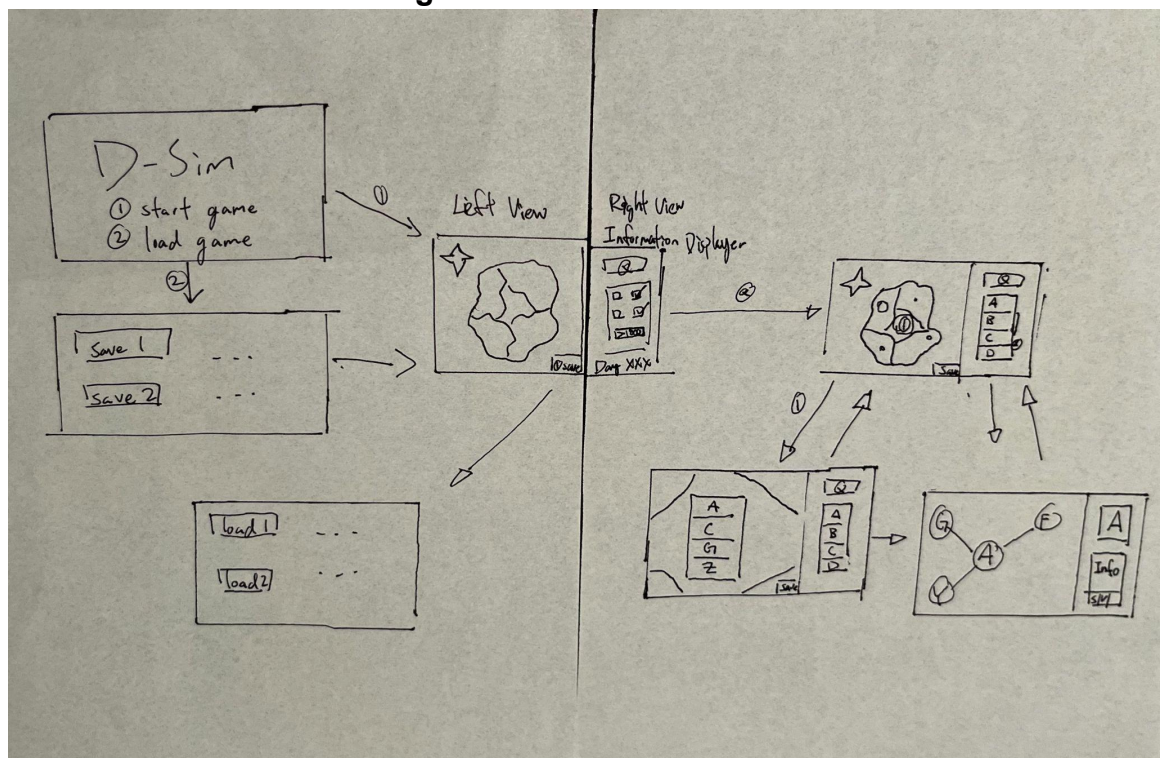 D-Sim
① start game
② load game
①
②
Save 1 ---
Save 2 ---
load 1 ---
load 2 ---
Left View
Save
Right View
Information Displayer
Q
Day XXX
②
①
Save
Q
A
B
C
D
①
A
C
G
Z
Save
Q
A
B
C
D
G
F
A
Y
A
Info